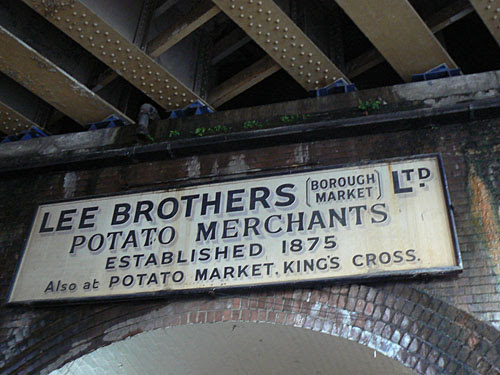 LEE BROTHERS (BOROUGH MARKET) LTD
POTATO MERCHANTS
ESTABLISHED 1875
Also at POTATO MARKET, KING'S CROSS.